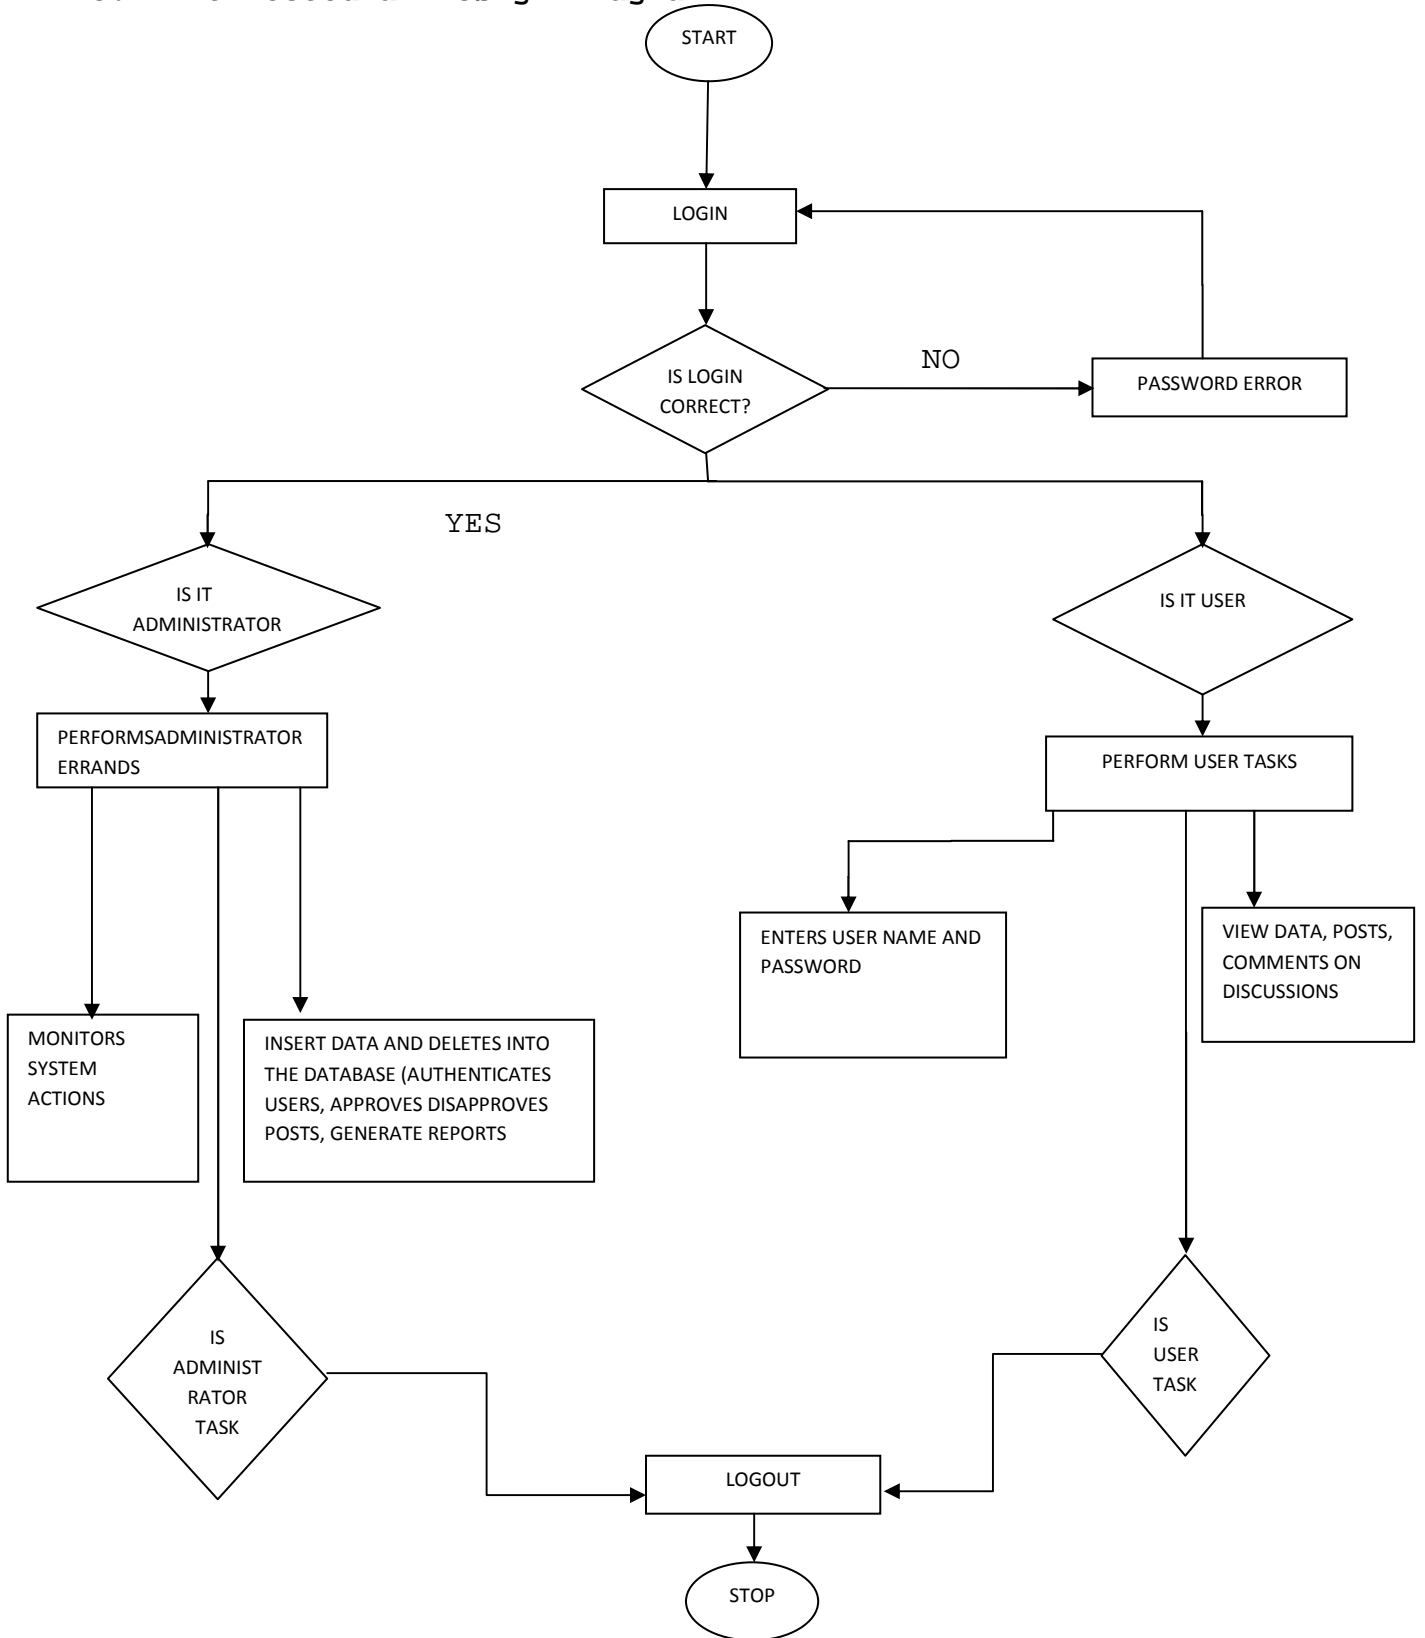 START
LOGIN
IS LOGIN
CORRECT?
NO
PASSWORD ERROR
YES
IS IT
ADMINISTRATOR
IS IT USER
PERFORMSADMINISTRATOR
ERRANDS
PERFORM USER TASKS
ENTERS USER NAME AND
PASSWORD
VIEW DATA, POSTS,
COMMENTS ON
DISCUSSIONS
MONITORS
SYSTEM
ACTIONS
INSERT DATA AND DELETES INTO
THE DATABASE (AUTHENTICATES
USERS, APPROVES DISAPPROVES
POSTS, GENERATE REPORTS
IS
ADMINIST
RATOR
TASK
IS
USER
TASK
LOGOUT
STOP